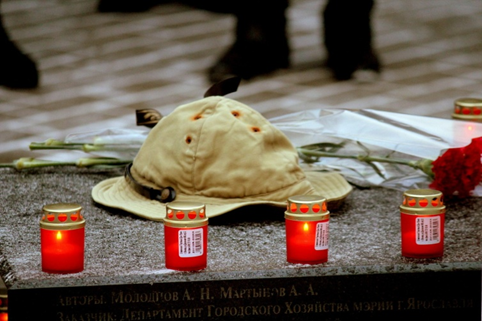 Авторы: Молодцов А. Н. Мартынов А. А.
Заказчик: Департамент Городского Хозяйства мэрии г. Ярославля